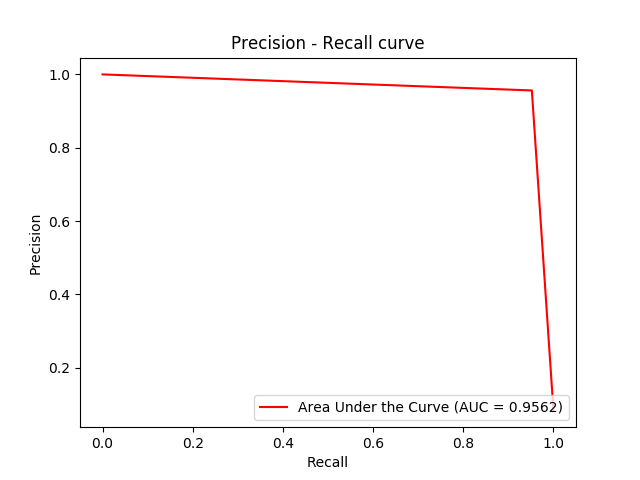 Precision - Recall curve
1.0
0.8
0.6
0.4
0.2
Precision
Area Under the Curve (AUC = 0.9562)
0.0 0.2 0.4 0.6 0.8 1.0
Recall